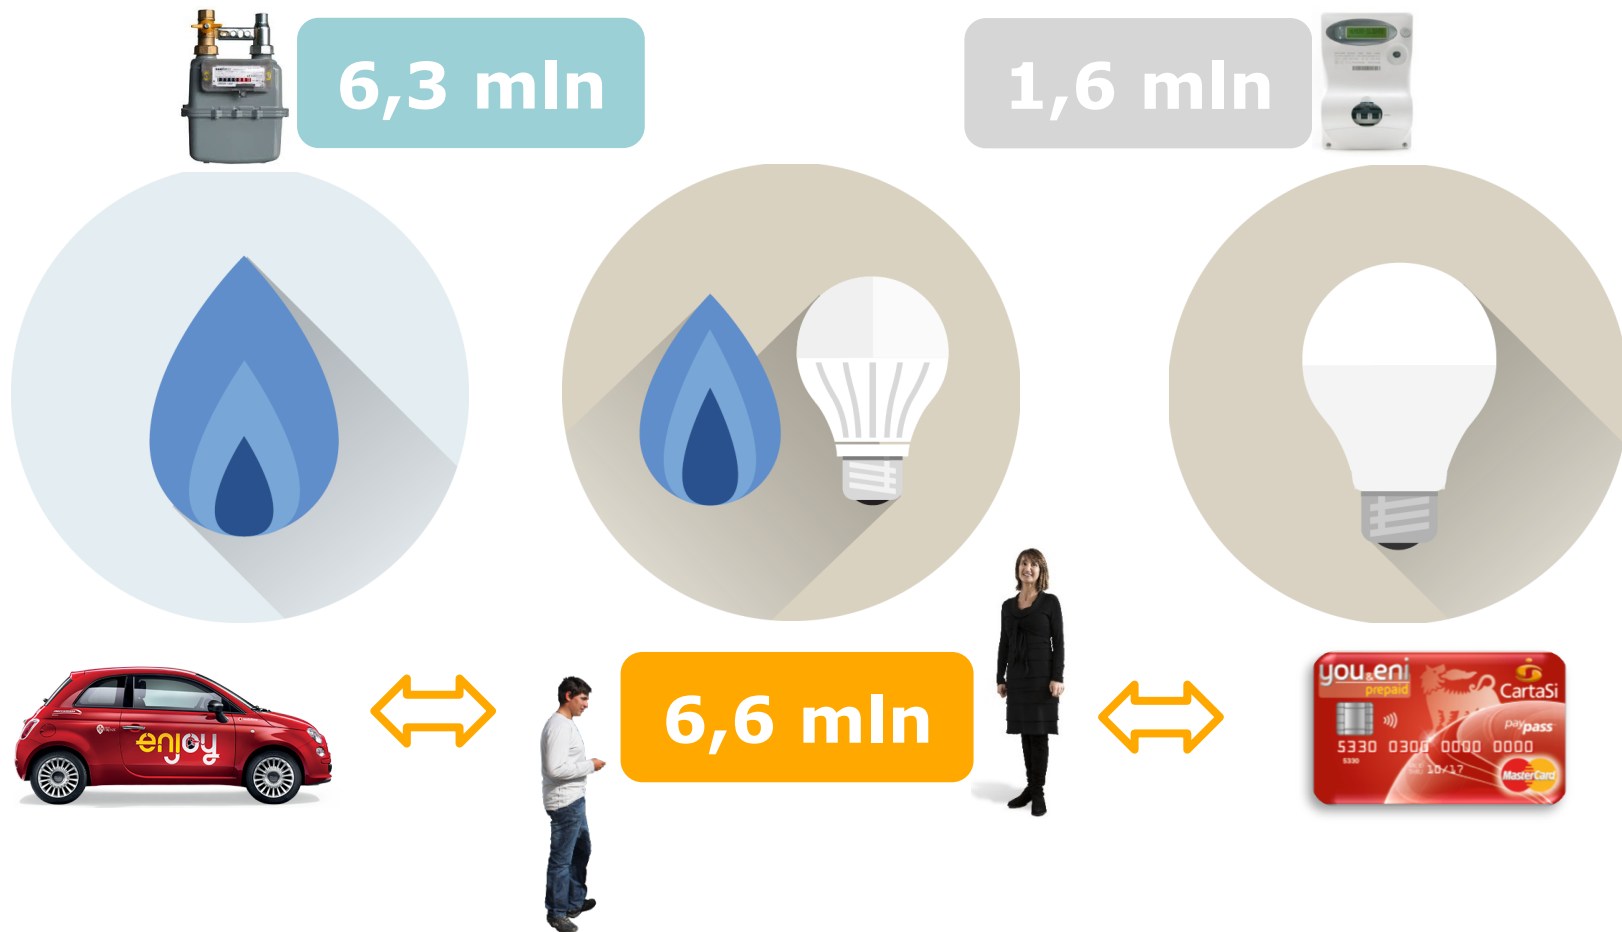 6,3 mln
1,6 mln
6,6 mln
enjoy
you&eni
prepaid
CartaSi
paypass
5330 0300 0000 0000
5330
10/17
MasterCard